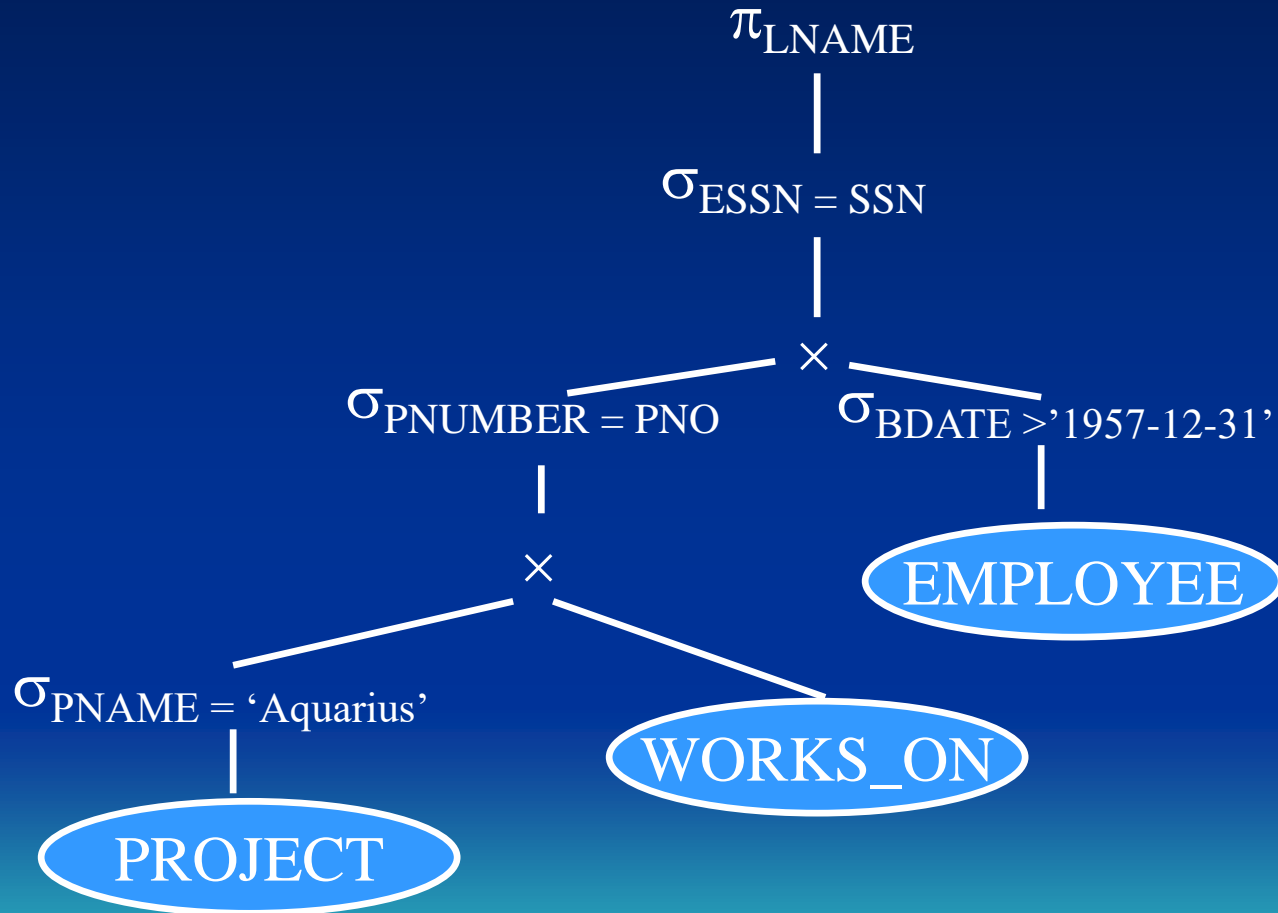 πLNAME
σESSN = SSN
×
σPNUMBER = PNO
σBDATE >’1957-12-31’
×
EMPLOYEE
σPNAME = ‘Aquarius’
WORKS_ON
PROJECT